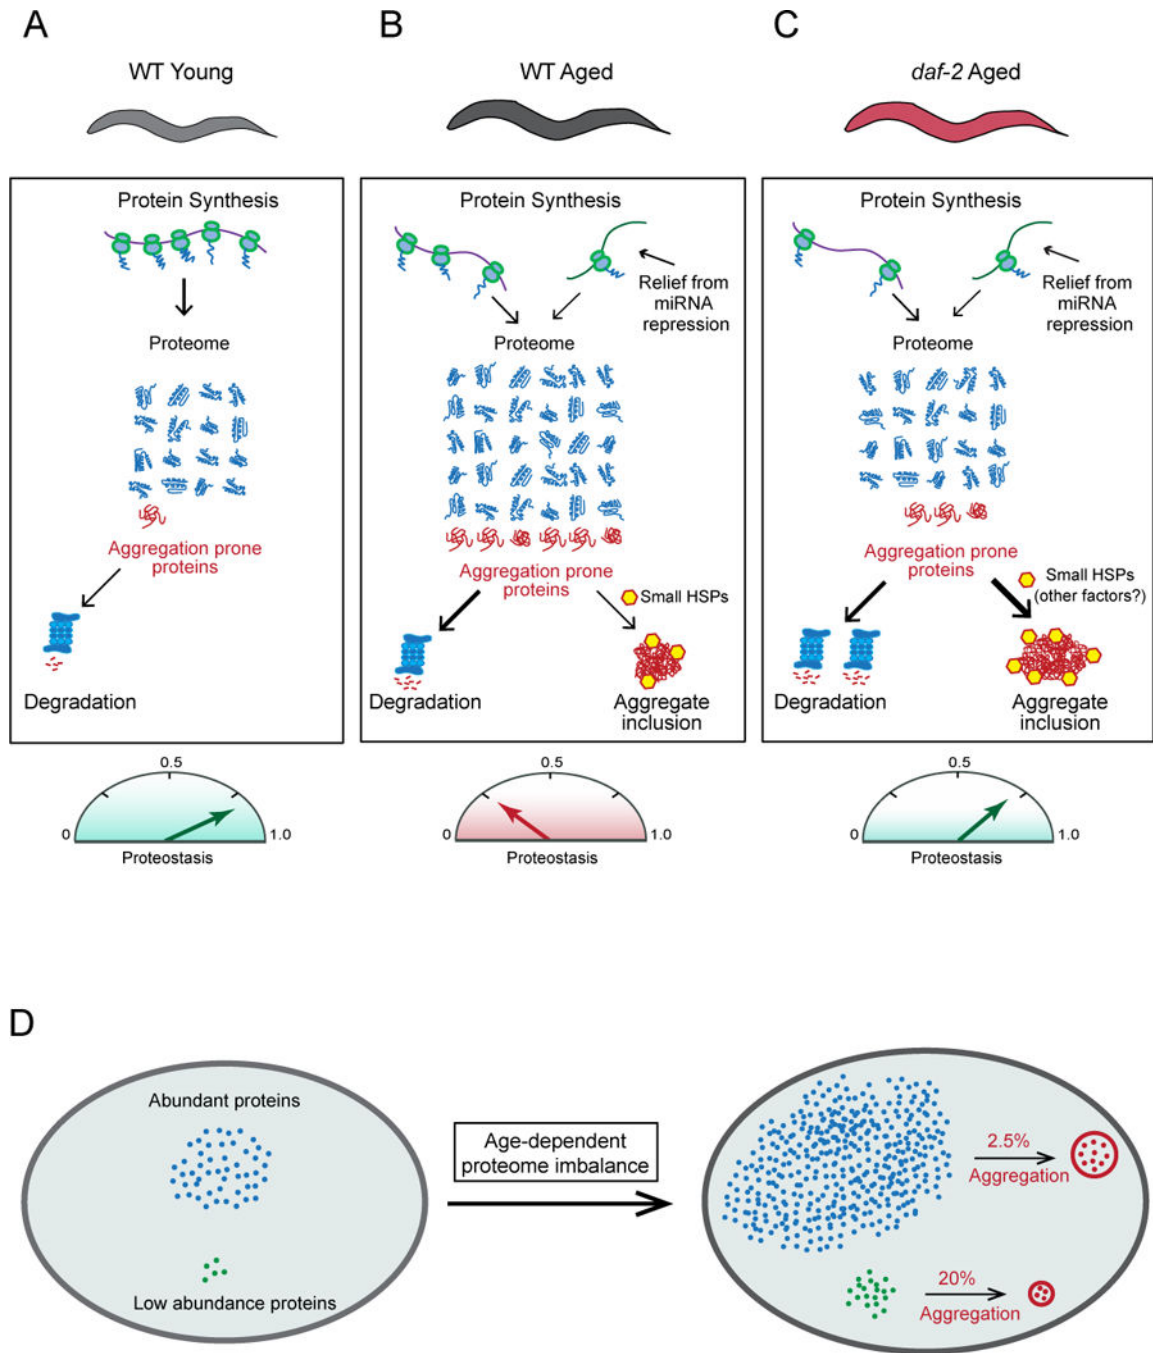 A
WT Young
Protein Synthesis
Proteome
Aggregation prone
proteins
Degradation
0
0.5
1.0
Proteostasis
B
WT Aged
Protein Synthesis
Relief from
miRNA
repression
Proteome
Aggregation prone
proteins
Small HSPs
Degradation
Aggregate
inclusion
0
0.5
1.0
Proteostasis
C
daf-2 Aged
Protein Synthesis
Relief from
miRNA
repression
Proteome
Aggregation prone
proteins
Small HSPs
(other factors?)
Degradation
Aggregate
inclusion
0
0.5
1.0
Proteostasis
D
Abundant proteins
Low abundance proteins
Age-dependent
proteome imbalance
2.5%
Aggregation
20%
Aggregation